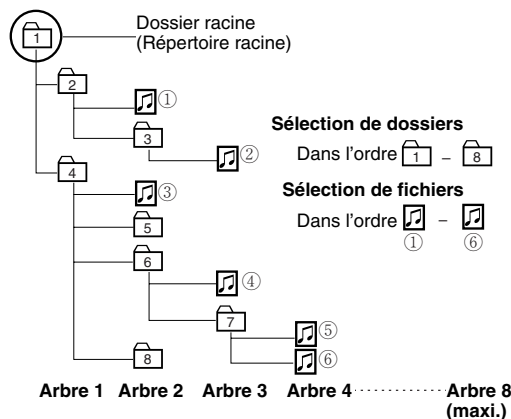 Dossier racine
(Répertoire racine)
1
2
①
3
②
4
③
5
6
④
7
⑤
⑥
8
Sélection de dossiers
Dans l'ordre 1 – 8
Sélection de fichiers
Dans l'ordre –
① ⑥
Arbre 1 Arbre 2 Arbre 3 Arbre 4 Arbre 8
(maxi.)